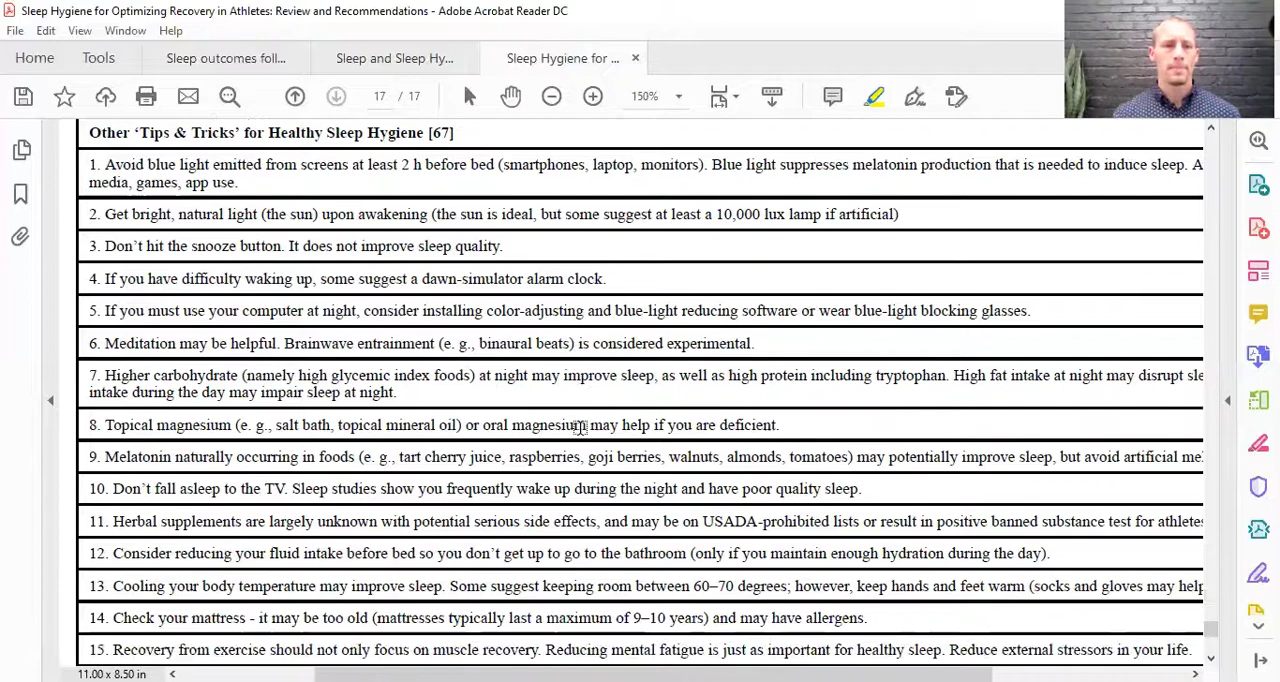 Sleep Hygiene for Optimizing Recovery in Athletes: Review and Recommendations - Adobe Acrobat Reader DC
File Edit View Window Help
Home Tools Sleep outcomes foll... Sleep and Sleep Hy... Sleep Hygiene for ... ×
17 / 17 150%
Other ‘Tips & Tricks’ for Healthy Sleep Hygiene [67]
1. Avoid blue light emitted from screens at least 2 h before bed (smartphones, laptop, monitors). Blue light suppresses melatonin production that is needed to induce sleep. A
media, games, app use.
2. Get bright, natural light (the sun) upon awakening (the sun is ideal, but some suggest at least a 10,000 lux lamp if artificial)
3. Don’t hit the snooze button. It does not improve sleep quality.
4. If you have difficulty waking up, some suggest a dawn-simulator alarm clock.
5. If you must use your computer at night, consider installing color-adjusting and blue-light reducing software or wear blue-light blocking glasses.
6. Meditation may be helpful. Brainwave entrainment (e. g., binaural beats) is considered experimental.
7. Higher carbohydrate (namely high glycemic index foods) at night may improve sleep, as well as high protein including tryptophan. High fat intake at night may disrupt sle
intake during the day may impair sleep at night.
8. Topical magnesium (e. g., salt bath, topical mineral oil) or oral magnesium may help if you are deficient.
9. Melatonin naturally occurring in foods (e. g., tart cherry juice, raspberries, goji berries, walnuts, almonds, tomatoes) may potentially improve sleep, but avoid artificial me
10. Don’t fall asleep to the TV. Sleep studies show you frequently wake up during the night and have poor quality sleep.
11. Herbal supplements are largely unknown with potential serious side effects, and may be on USADA-prohibited lists or result in positive banned substance test for athletes
12. Consider reducing your fluid intake before bed so you don’t get up to go to the bathroom (only if you maintain enough hydration during the day).
13. Cooling your body temperature may improve sleep. Some suggest keeping room between 60–70 degrees; however, keep hands and feet warm (socks and gloves may help
14. Check your mattress - it may be too old (mattresses typically last a maximum of 9–10 years) and may have allergens.
15. Recovery from exercise should not only focus on muscle recovery. Reducing mental fatigue is just as important for healthy sleep. Reduce external stressors in your life.
11.00 x 8.50 in